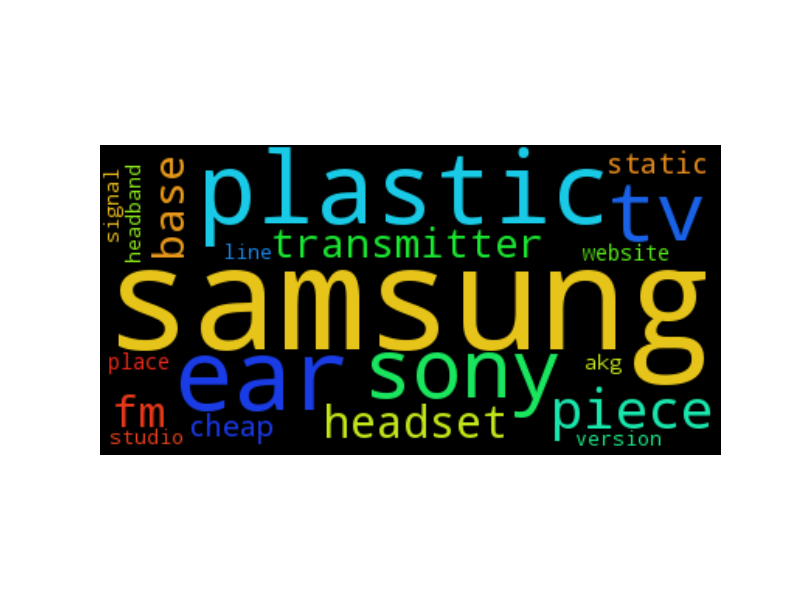 plastic
static
signal
headband
base
tv
line
transmitter
website
samsung
place
ear
sony
akg
fm
cheap
headset
piece
studio
version